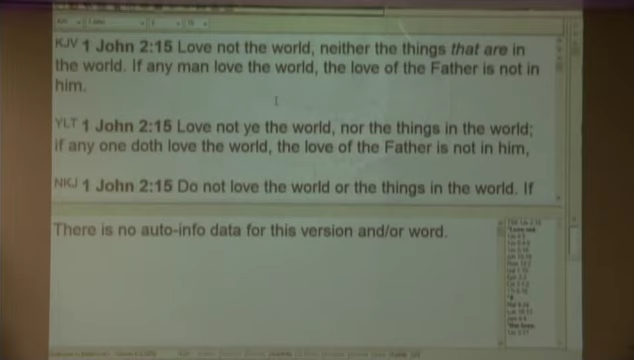 KJV 1 John 2:15 Love not the world, neither the things that are in
the world. If any man love the world, the love of the Father is not in
him.
YLT 1 John 2:15 Love not ye the world, nor the things in the world;
if any one doth love the world, the love of the Father is not in him,
NKJ 1 John 2:15 Do not love the world or the things in the world. If
There is no auto-info data for this version and/or word.